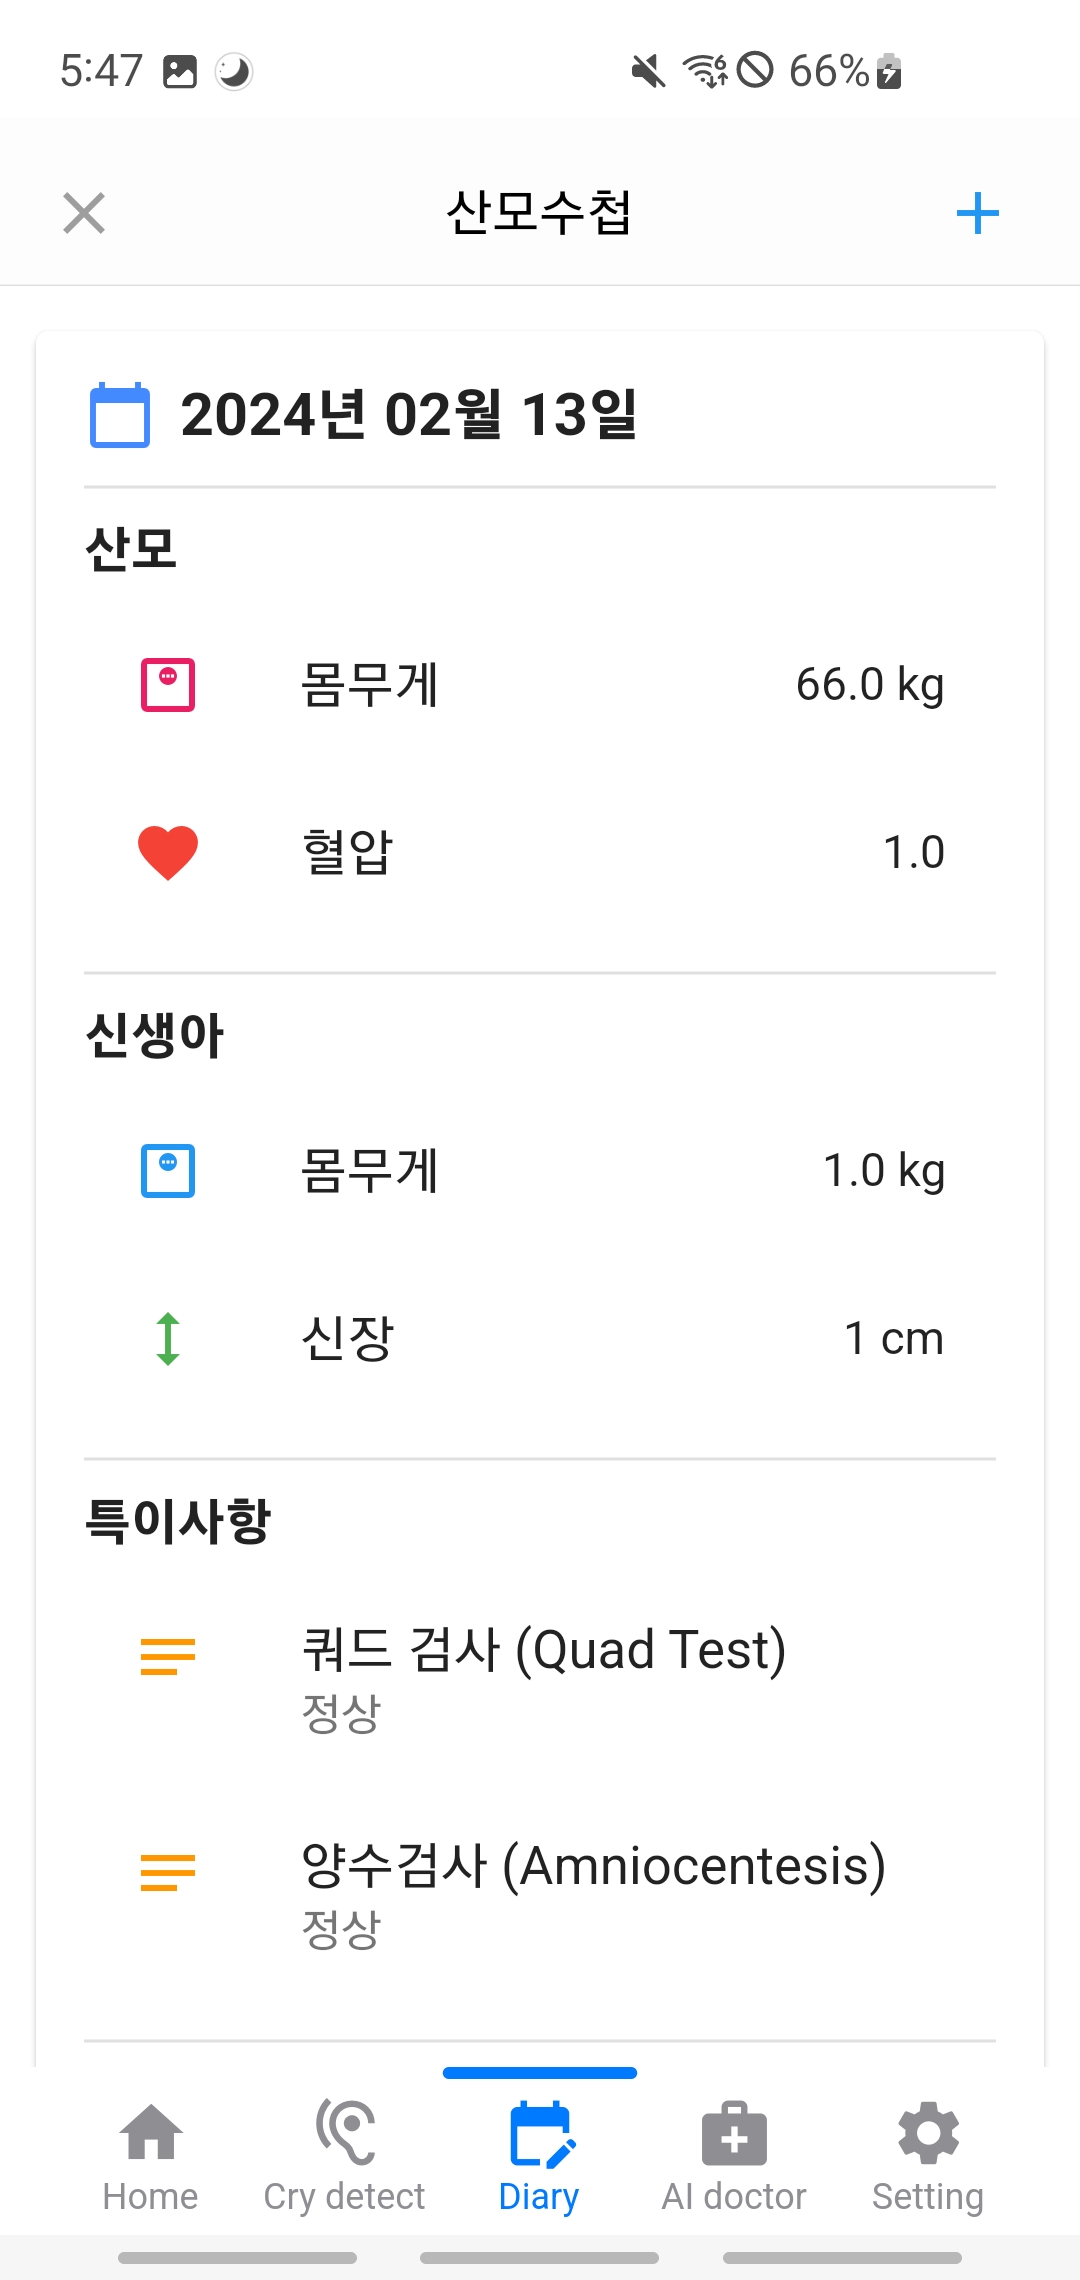 5:47 66%
산모수첩
2024년 02월 13일
산모
몸무게 66.0 kg
혈압 1.0
신생아
몸무게 1.0 kg
신장 1 cm
특이사항
쿼드 검사 (Quad Test)
정상
양수검사 (Amniocentesis)
정상
Home Cry detect Diary AI doctor Setting